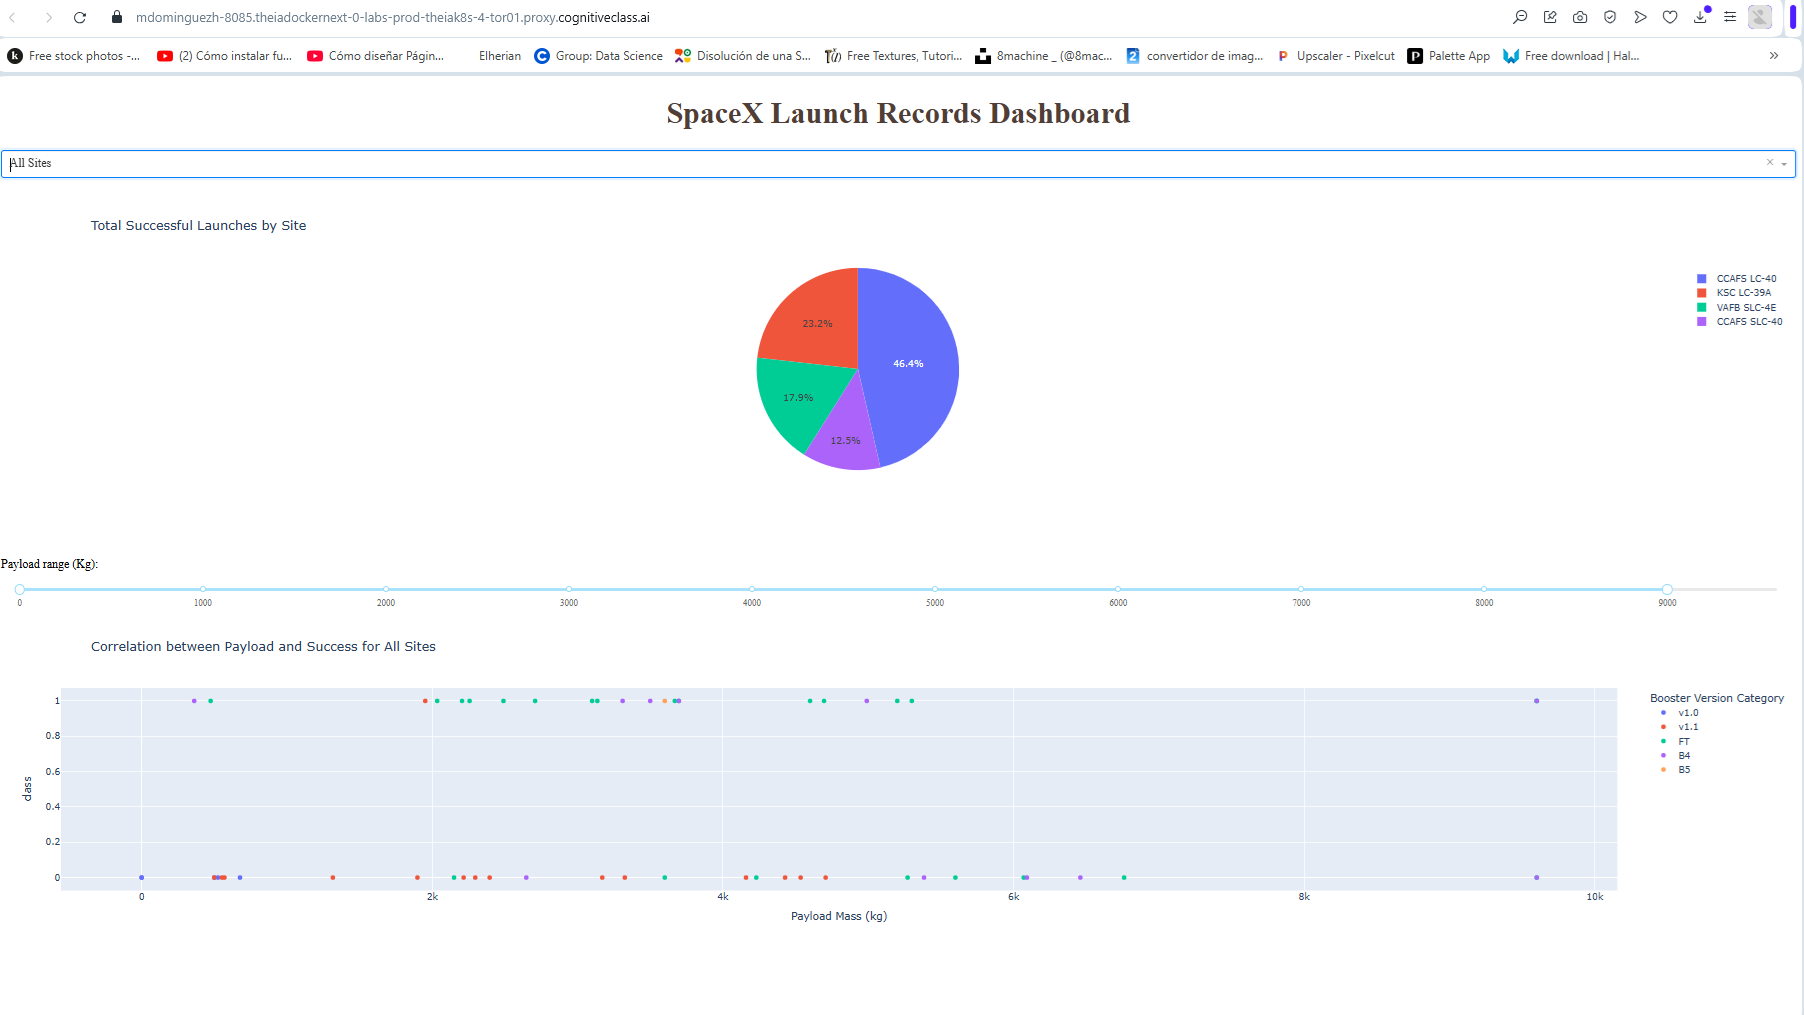 mdominguezh-8085.theiadockernext-0-labs-prod-theiak8s-4-tor01.proxy.cognitiveclass.ai
k Free stock photos -... (2) Cómo instalar fu... Cómo diseñar Págin... Elherian C Group: Data Science Disolución de una S... Free Textures, Tutori... 8machine _ (@8mac... 2 convertidor de imag... P Upscaler - Pixelcut P Palette App Free download | Hal... »
SpaceX Launch Records Dashboard
All Sites ×
Total Successful Launches by Site
CCAFS LC-40
KSC LC-39A
VAFB SLC-4E
CCAFS SLC-40
23.2%
46.4%
17.9%
12.5%
Payload range (Kg):
0 1000 2000 3000 4000 5000 6000 7000 8000 9000
Correlation between Payload and Success for All Sites
1
0.8
0.6
0.4
0.2
0
class
0 2k 4k 6k 8k 10k
Payload Mass (kg)
Booster Version Category
v1.0
v1.1
FT
B4
B5